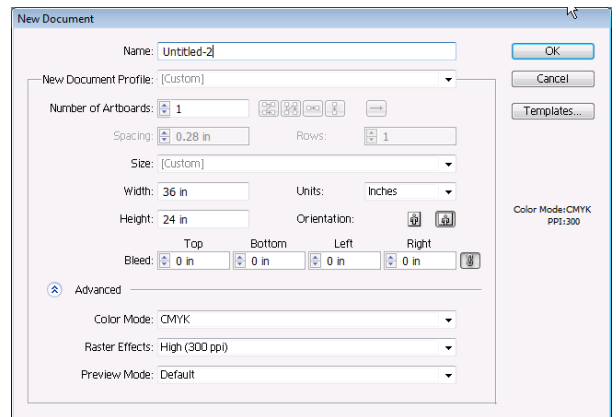 New Document
Name: Untitled-2
OK
New Document Profile: [Custom]
Cancel
Number of Artboards: 1
Templates...
Spacing: 0.28 in Rows: 1
Size: [Custom]
Width: 36 in Units: Inches
Color Mode:CMYK
PPI:300
Height: 24 in Orientation:
Top Bottom Left Right
Bleed: 0 in 0 in 0 in 0 in
Advanced
Color Mode: CMYK
Raster Effects: High (300 ppi)
Preview Mode: Default